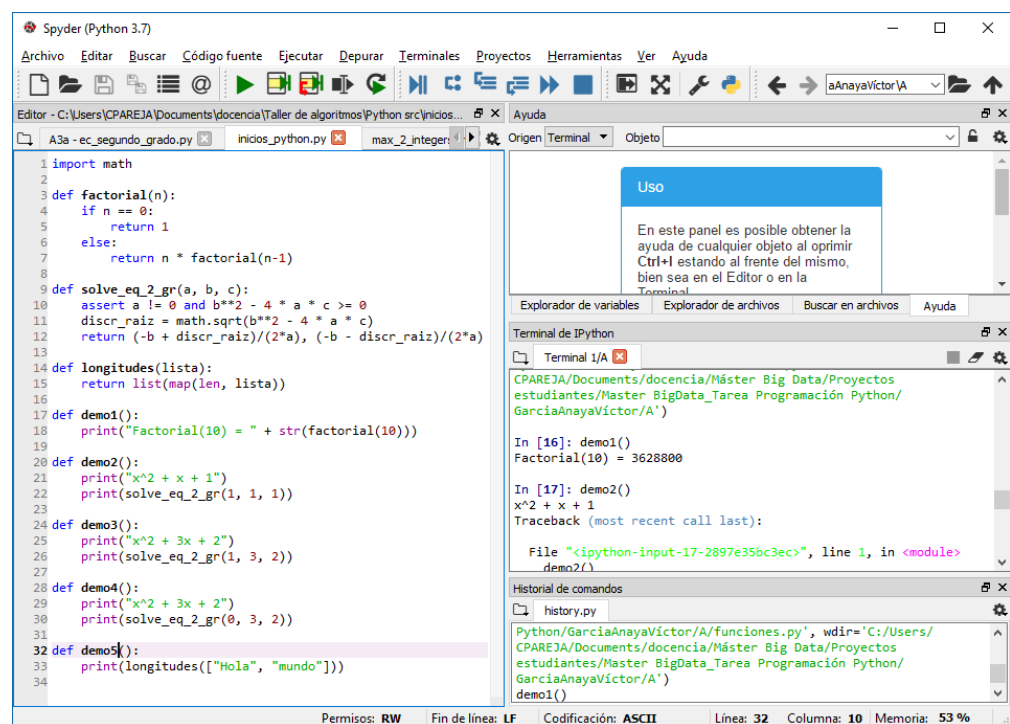 Spyder (Python 3.7)
Archivo Editar Buscar Código fuente Ejecutar Depurar Terminales Proyectos Herramientas Ver Ayuda
aAnayaVíctor\A
Editor - C:\Users\CPAREJA\Documents\docencia\Taller de algoritmos\Python src\inicios...
A3a - ec_segundo_grado.py inicios_python.py max_2_integer
1 import math
2
3 def factorial(n):
4     if n == 0:
5         return 1
6     else:
7         return n * factorial(n-1)
8
9 def solve_eq_2_gr(a, b, c):
10     assert a != 0 and b**2 - 4 * a * c >= 0
11     discr_raiz = math.sqrt(b**2 - 4 * a * c)
12     return (-b + discr_raiz)/(2*a), (-b - discr_raiz)/(2*a)
13
14 def longitudes(lista):
15     return list(map(len, lista))
16
17 def demo1():
18     print("Factorial(10) = " + str(factorial(10)))
19
20 def demo2():
21     print("x^2 + x + 1")
22     print(solve_eq_2_gr(1, 1, 1))
23
24 def demo3():
25     print("x^2 + 3x + 2")
26     print(solve_eq_2_gr(1, 3, 2))
27
28 def demo4():
29     print("x^2 + 3x + 2")
30     print(solve_eq_2_gr(0, 3, 2))
31
32 def demo5():
33     print(longitudes(["Hola", "mundo"]))
34
Ayuda
Origen Terminal Objeto
Uso
En este panel es posible obtener la
ayuda de cualquier objeto al oprimir
Ctrl+I estando al frente del mismo,
bien sea en el Editor o en la
Terminal
Explorador de variables Explorador de archivos Buscar en archivos Ayuda
Terminal de IPython
Terminal 1/A
CPAREJA/Documents/docencia/Máster Big Data/Proyectos
estudiantes/Master BigData_Tarea Programación Python/
GarciaAnayaVíctor/A')
In [16]: demo1()
Factorial(10) = 3628800
In [17]: demo2()
x^2 + x + 1
Traceback (most recent call last):
File "<ipython-input-17-2897e35bc3ec>", line 1, in <module>
demo2()
Historial de comandos
history.py
Python/GarciaAnayaVíctor/A/funciones.py', wdir='C:/Users/
CPAREJA/Documents/docencia/Máster Big Data/Proyectos
estudiantes/Master BigData_Tarea Programación Python/
GarciaAnayaVíctor/A')
demo1()
Permisos: RW Fin de línea: LF Codificación: ASCII Línea: 32 Columna: 10 Memoria: 53 %